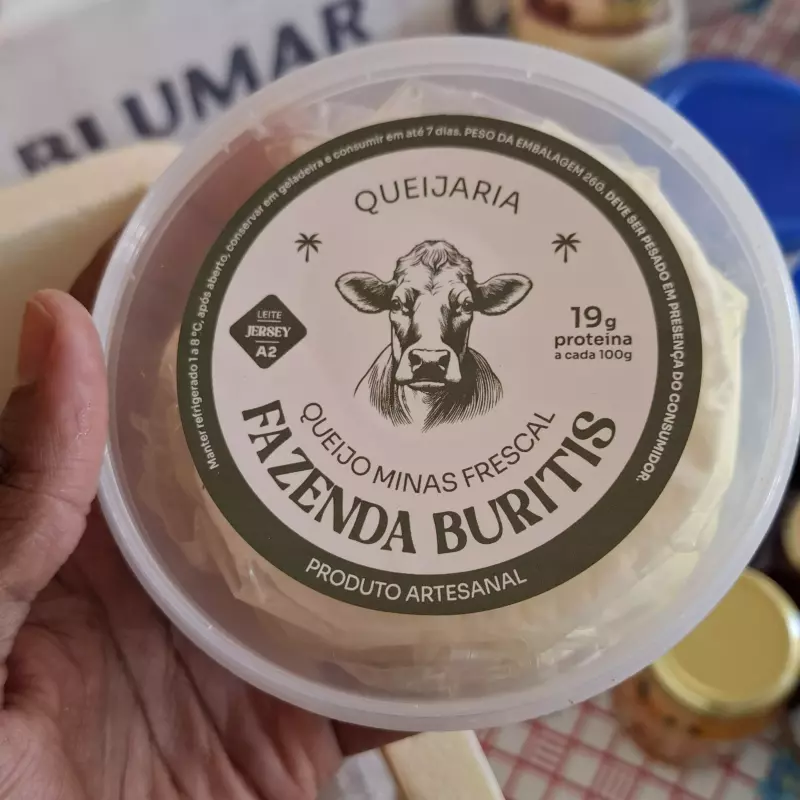 BLUMAR
Manter refrigerado 1 a 8 ºC, após aberto, conservar em geladeira e consumir em até 7 dias. PESO DA EMBALAGEM 26G. DEVE SER PESADO EM PRESENÇA DO CONSUMIDOR.
QUEIJARIA
LEITE
JERSEY
A2
19g
proteína
a cada 100g
QUEIJO MINAS FRESCAL
FAZENDA BURITIS
PRODUTO ARTESANAL